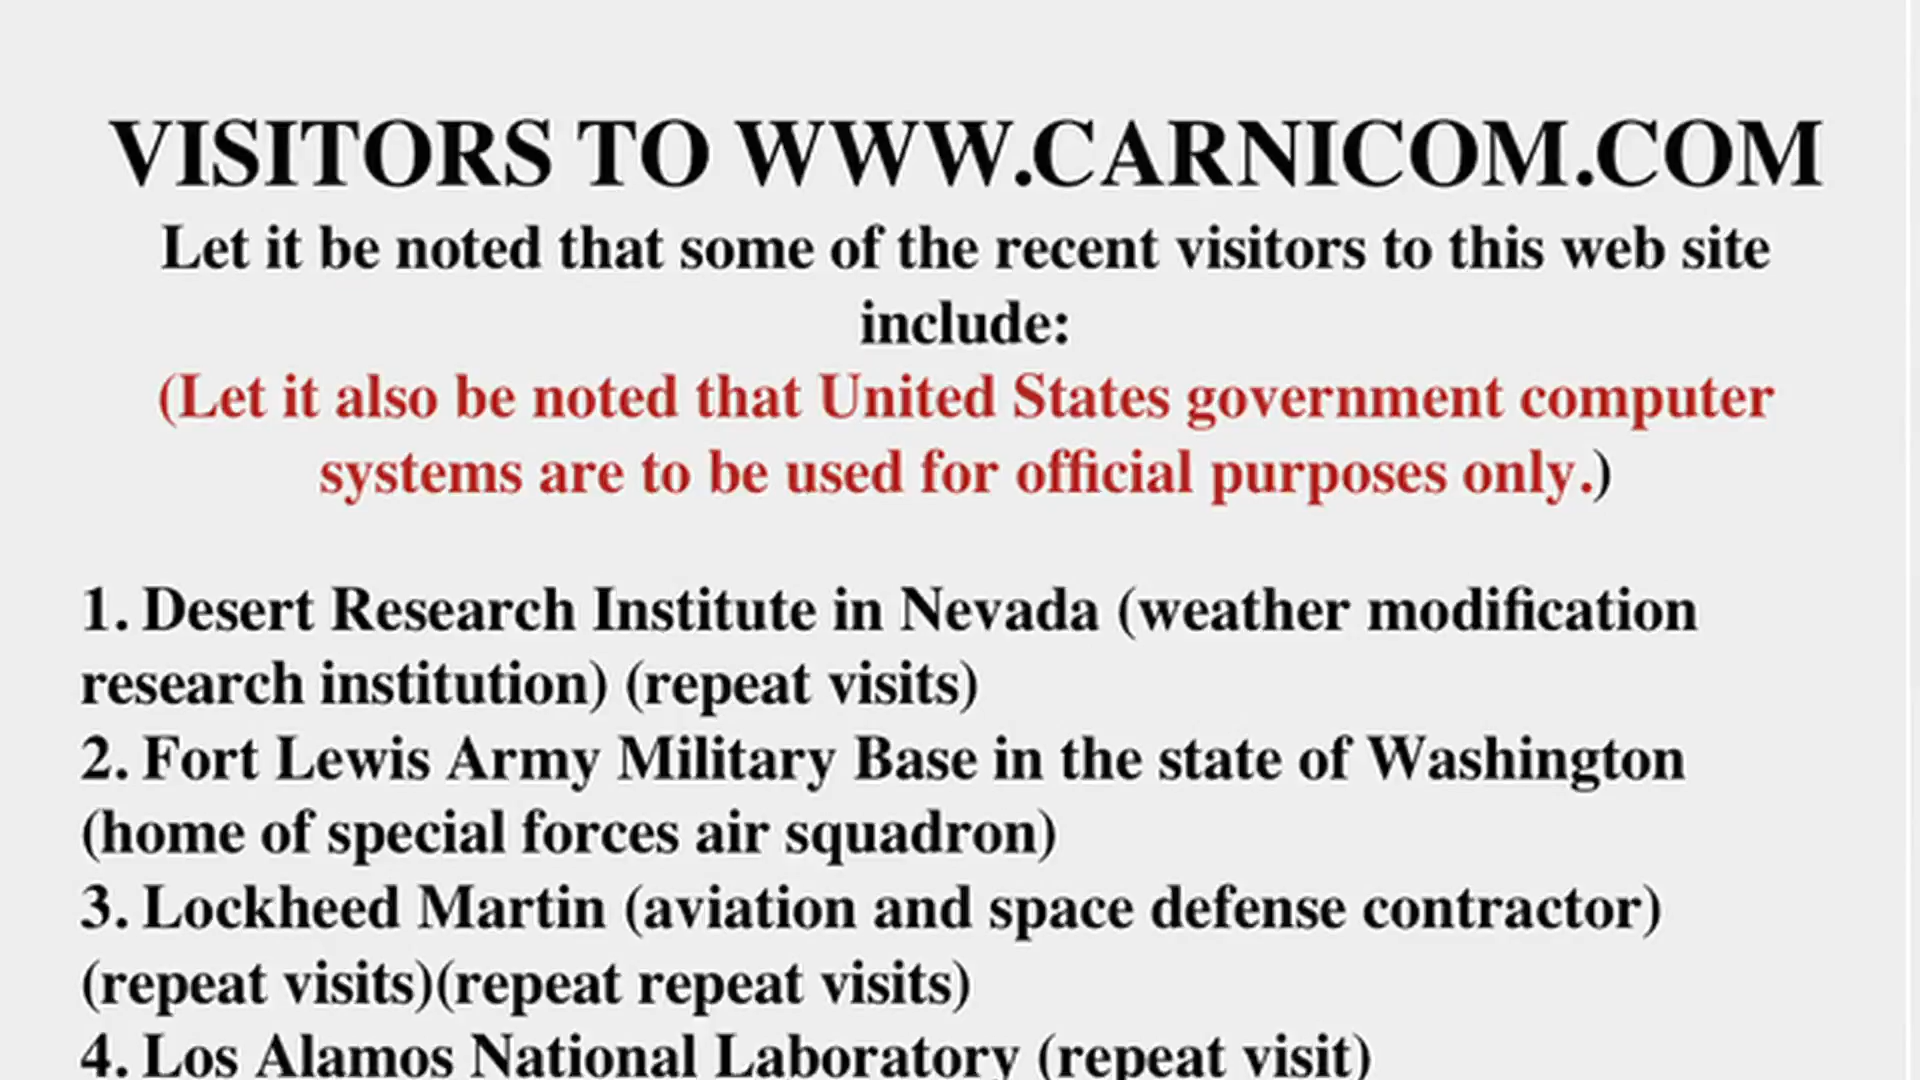 VISITORS TO WWW.CARNICOM.COM
Let it be noted that some of the recent visitors to this web site
include:
(Let it also be noted that United States government computer
systems are to be used for official purposes only.)
1. Desert Research Institute in Nevada (weather modification
research institution) (repeat visits)
2. Fort Lewis Army Military Base in the state of Washington
(home of special forces air squadron)
3. Lockheed Martin (aviation and space defense contractor)
(repeat visits)(repeat repeat visits)
4. Los Alamos National Laboratory (repeat visit)